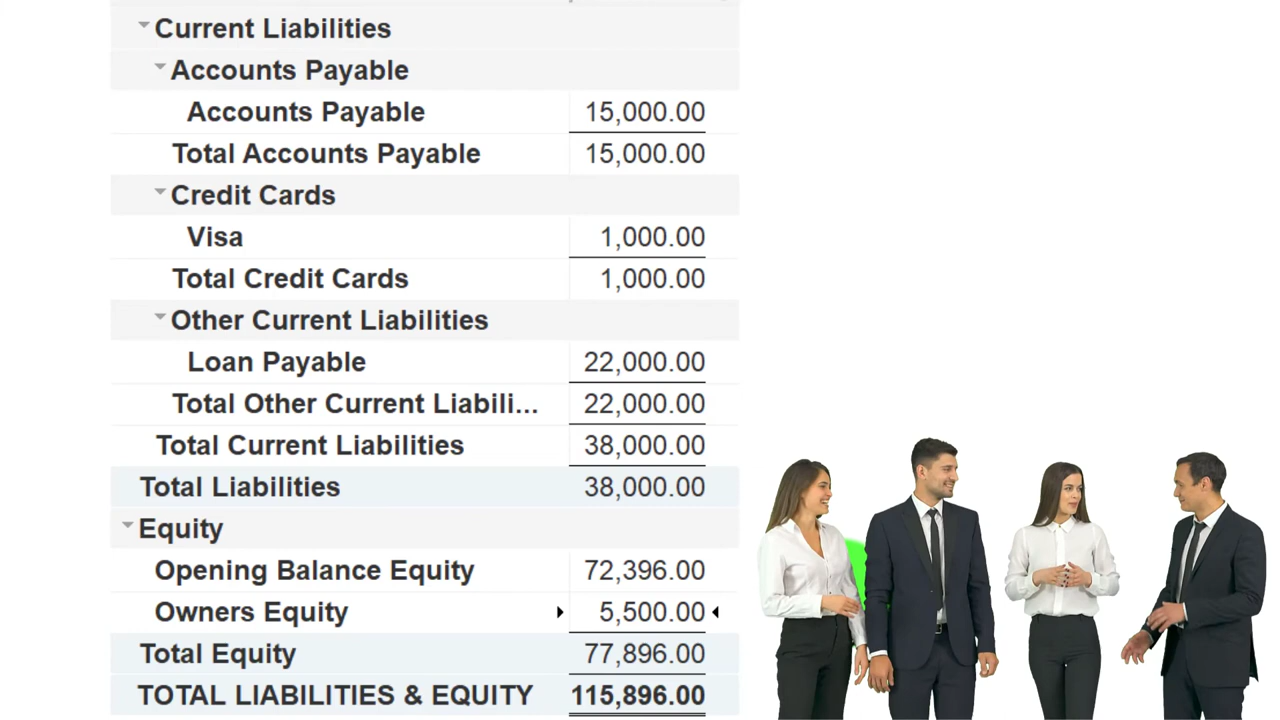 Current Liabilities
Accounts Payable
Accounts Payable 15,000.00
Total Accounts Payable 15,000.00
Credit Cards
Visa 1,000.00
Total Credit Cards 1,000.00
Other Current Liabilities
Loan Payable 22,000.00
Total Other Current Liabili... 22,000.00
Total Current Liabilities 38,000.00
Total Liabilities 38,000.00
Equity
Opening Balance Equity 72,396.00
Owners Equity 5,500.00
Total Equity 77,896.00
TOTAL LIABILITIES & EQUITY 115,896.00